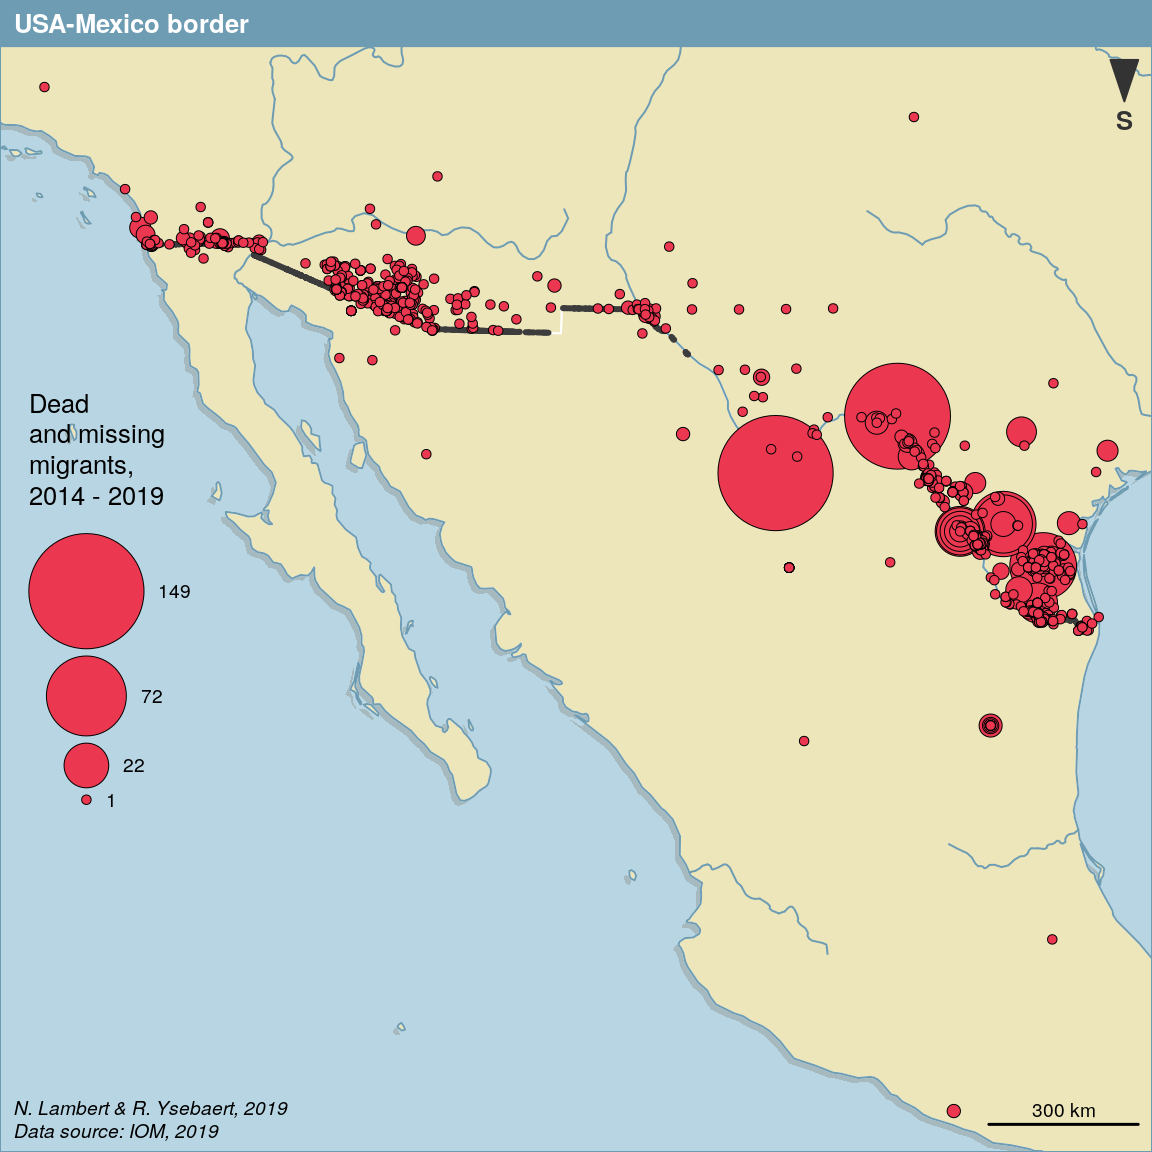 USA-Mexico border
S
Dead
and missing
migrants,
2014 - 2019
149
72
22
1
N. Lambert & R. Ysebaert, 2019
Data source: IOM, 2019
300 km